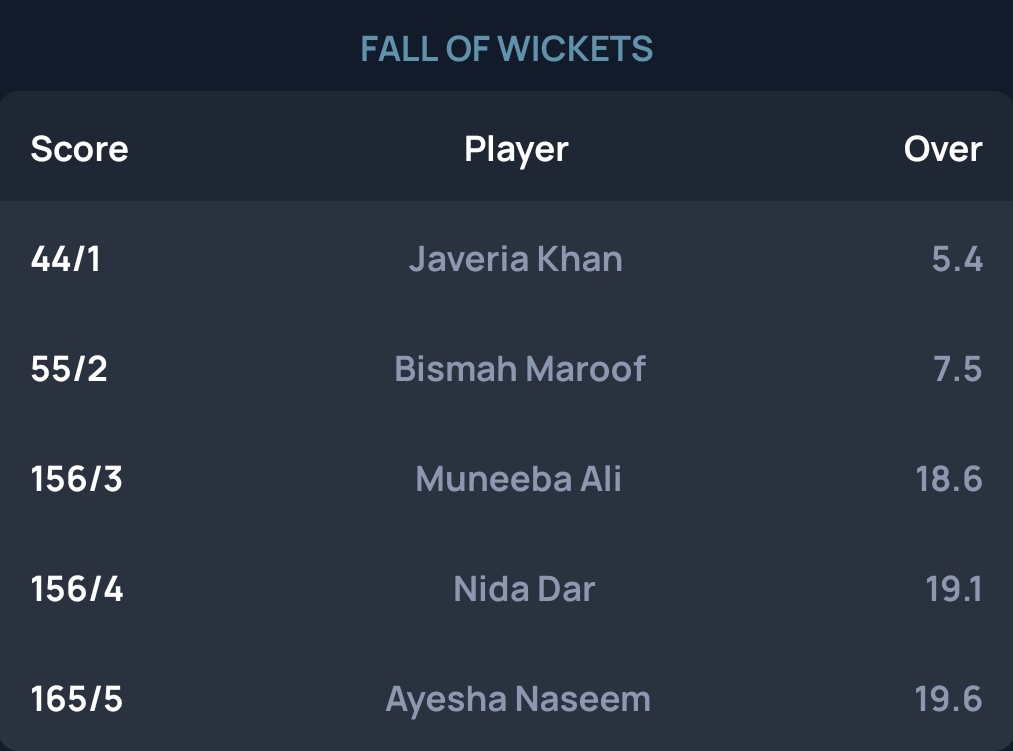 FALL OF WICKETS
Score Player Over
44/1 Javeria Khan 5.4
55/2 Bismah Maroof 7.5
156/3 Muneeba Ali 18.6
156/4 Nida Dar 19.1
165/5 Ayesha Naseem 19.6